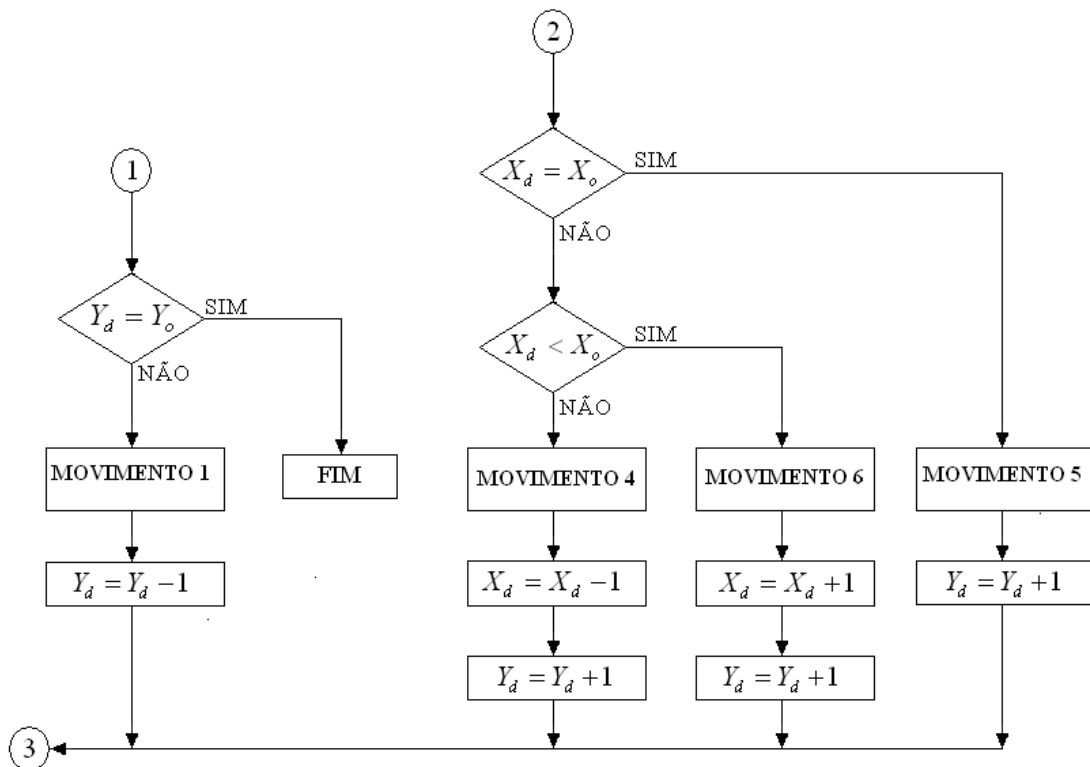 2
X_d = X_o
SIM
NÃO
1
Y_d = Y_o
SIM
NÃO
X_d < X_o
SIM
NÃO
MOVIMENTO 1
FIM
MOVIMENTO 4
MOVIMENTO 6
MOVIMENTO 5
Y_d = Y_d − 1
X_d = X_d − 1
X_d = X_d + 1
Y_d = Y_d + 1
Y_d = Y_d + 1
Y_d = Y_d + 1
3